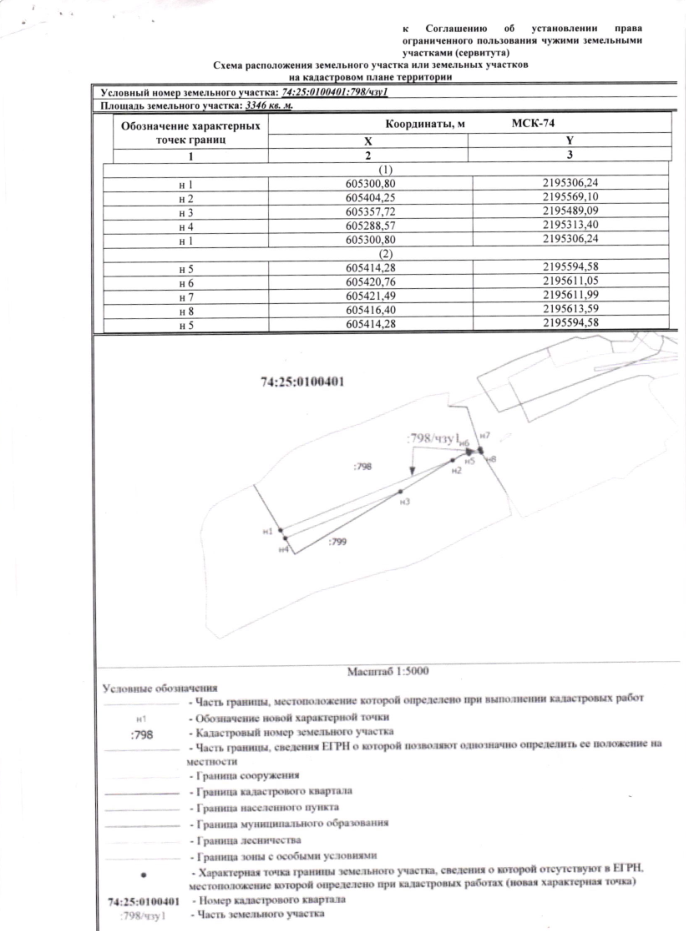 к Соглашению об установлении права
ограниченного пользования чужими земельными
участками (сервитута)
Схема расположения земельного участка или земельных участков
на кадастровом плане территории
Условный номер земельного участка: 74:25:0100401:798/чзу1
Площадь земельного участка: 3346 кв. м.
Обозначение характерных точек границ Координаты, м МСК-74
X Y
1 2 3
(1)
н 1 605300,80 2195306,24
н 2 605404,25 2195569,10
н 3 605357,72 2195489,09
н 4 605288,57 2195313,40
н 1 605300,80 2195306,24
(2)
н 5 605414,28 2195594,58
н 6 605420,76 2195611,05
н 7 605421,49 2195611,99
н 8 605416,40 2195613,59
н 5 605414,28 2195594,58
74:25:0100401
:798/чзу1
н6
н7
н5
н8
н2
:798
н3
н1
н4
:799
Масштаб 1:5000
Условные обозначения
- Часть границы, местоположение которой определено при выполнении кадастровых работ
н1 - Обозначение новой характерной точки
:798 - Кадастровый номер земельного участка
- Часть границы, сведения ЕГРН о которой позволяют однозначно определить ее положение на
местности
- Граница сооружения
- Граница кадастрового квартала
- Граница населенного пункта
- Граница муниципального образования
- Граница лесничества
- Граница зоны с особыми условиями
- Характерная точка границы земельного участка, сведения о которой отсутствуют в ЕГРН,
местоположение которой определено при кадастровых работах (новая характерная точка)
74:25:0100401 - Номер кадастрового квартала
:798/чзу1 - Часть земельного участка